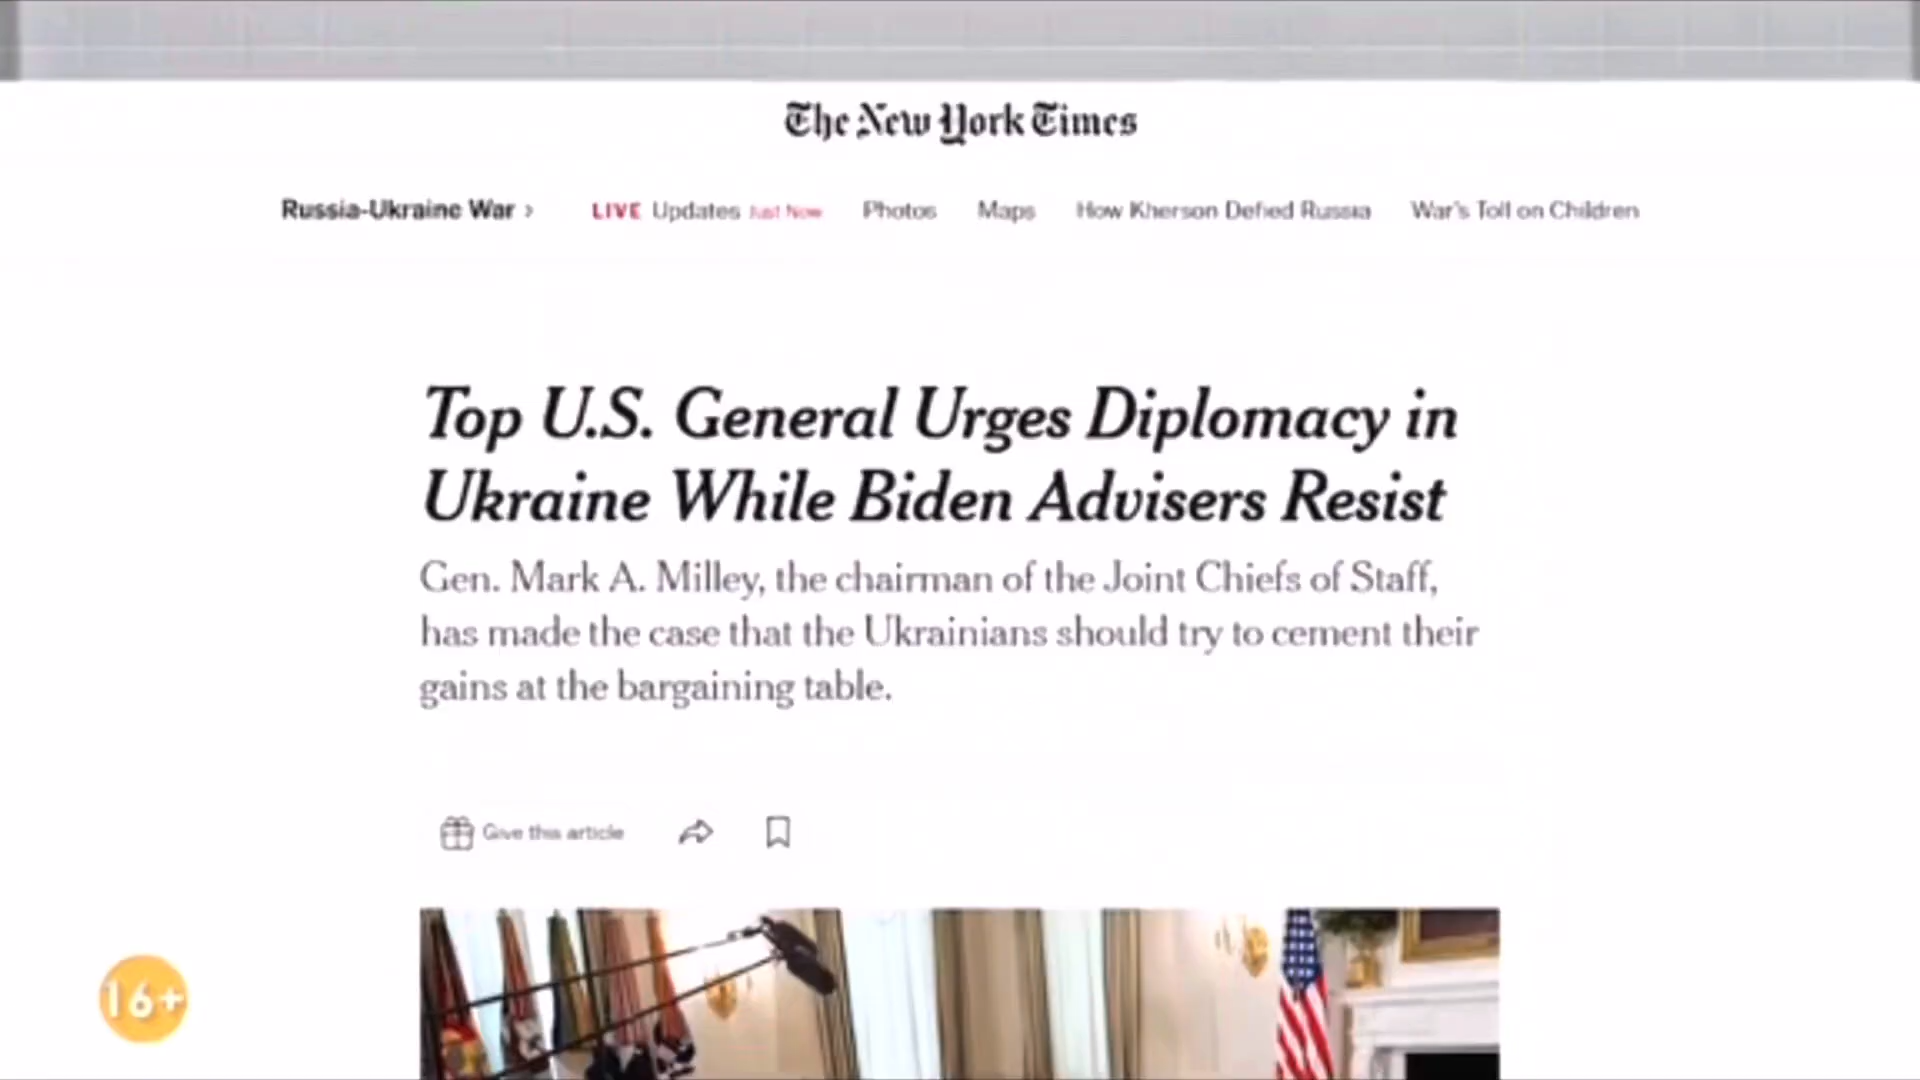 The New York Times
Russia-Ukraine War > LIVE Updates Just Now Photos Maps How Kherson Defied Russia War's Toll on Children
Top U.S. General Urges Diplomacy in
Ukraine While Biden Advisers Resist
Gen. Mark A. Milley, the chairman of the Joint Chiefs of Staff,
has made the case that the Ukrainians should try to cement their
gains at the bargaining table.
Give this article
16+